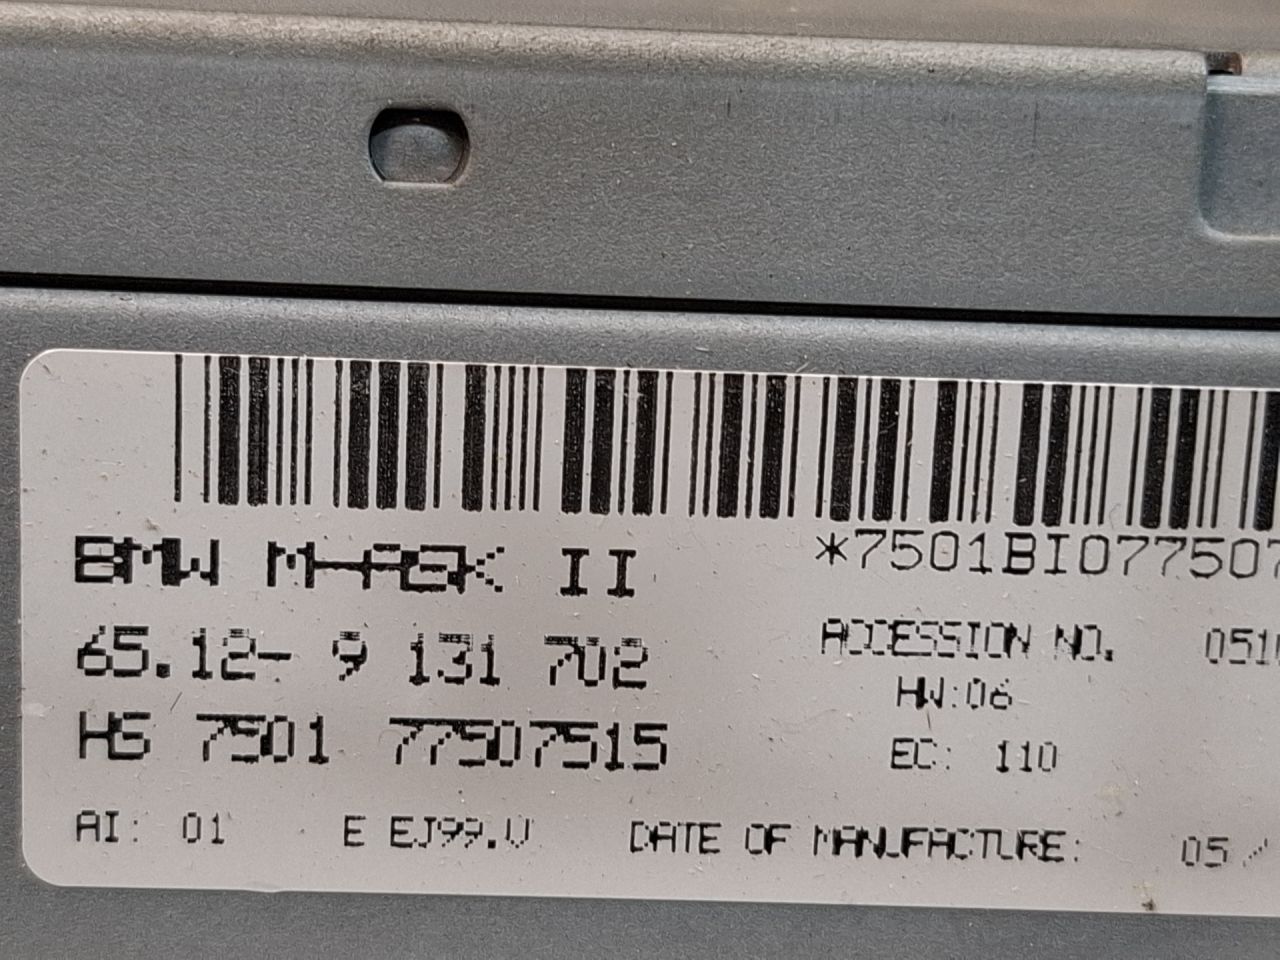 BMW M-ASK II
*7501BI077507
65.12- 9 131 702
ACCESSION NO.
HW:06
HS 7501 77507515
EC: 110
AI: 01 E EJ99.U DATE OF MANUFACTURE: 05/